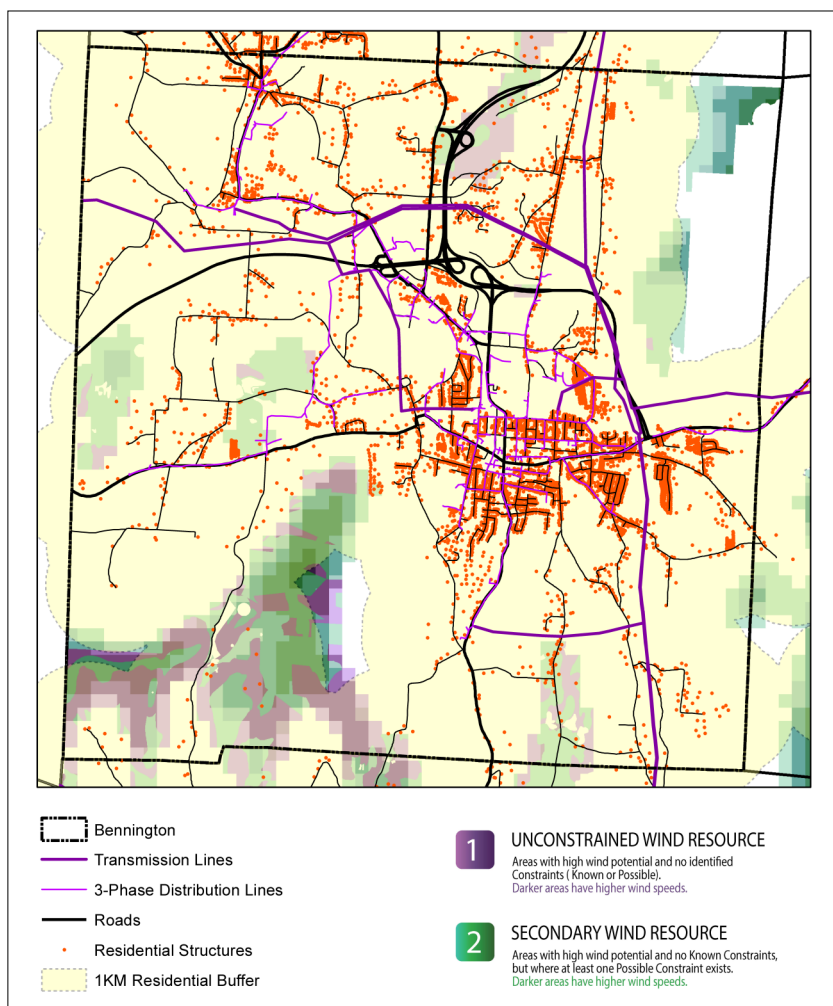 Bennington
Transmission Lines
3-Phase Distribution Lines
Roads
Residential Structures
1KM Residential Buffer
1
UNCONSTRAINED WIND RESOURCE
Areas with high wind potential and no identified
Constraints ( Known or Possible).
Darker areas have higher wind speeds.
2
SECONDARY WIND RESOURCE
Areas with high wind potential and no Known Constraints,
but where at least one Possible Constraint exists.
Darker areas have higher wind speeds.